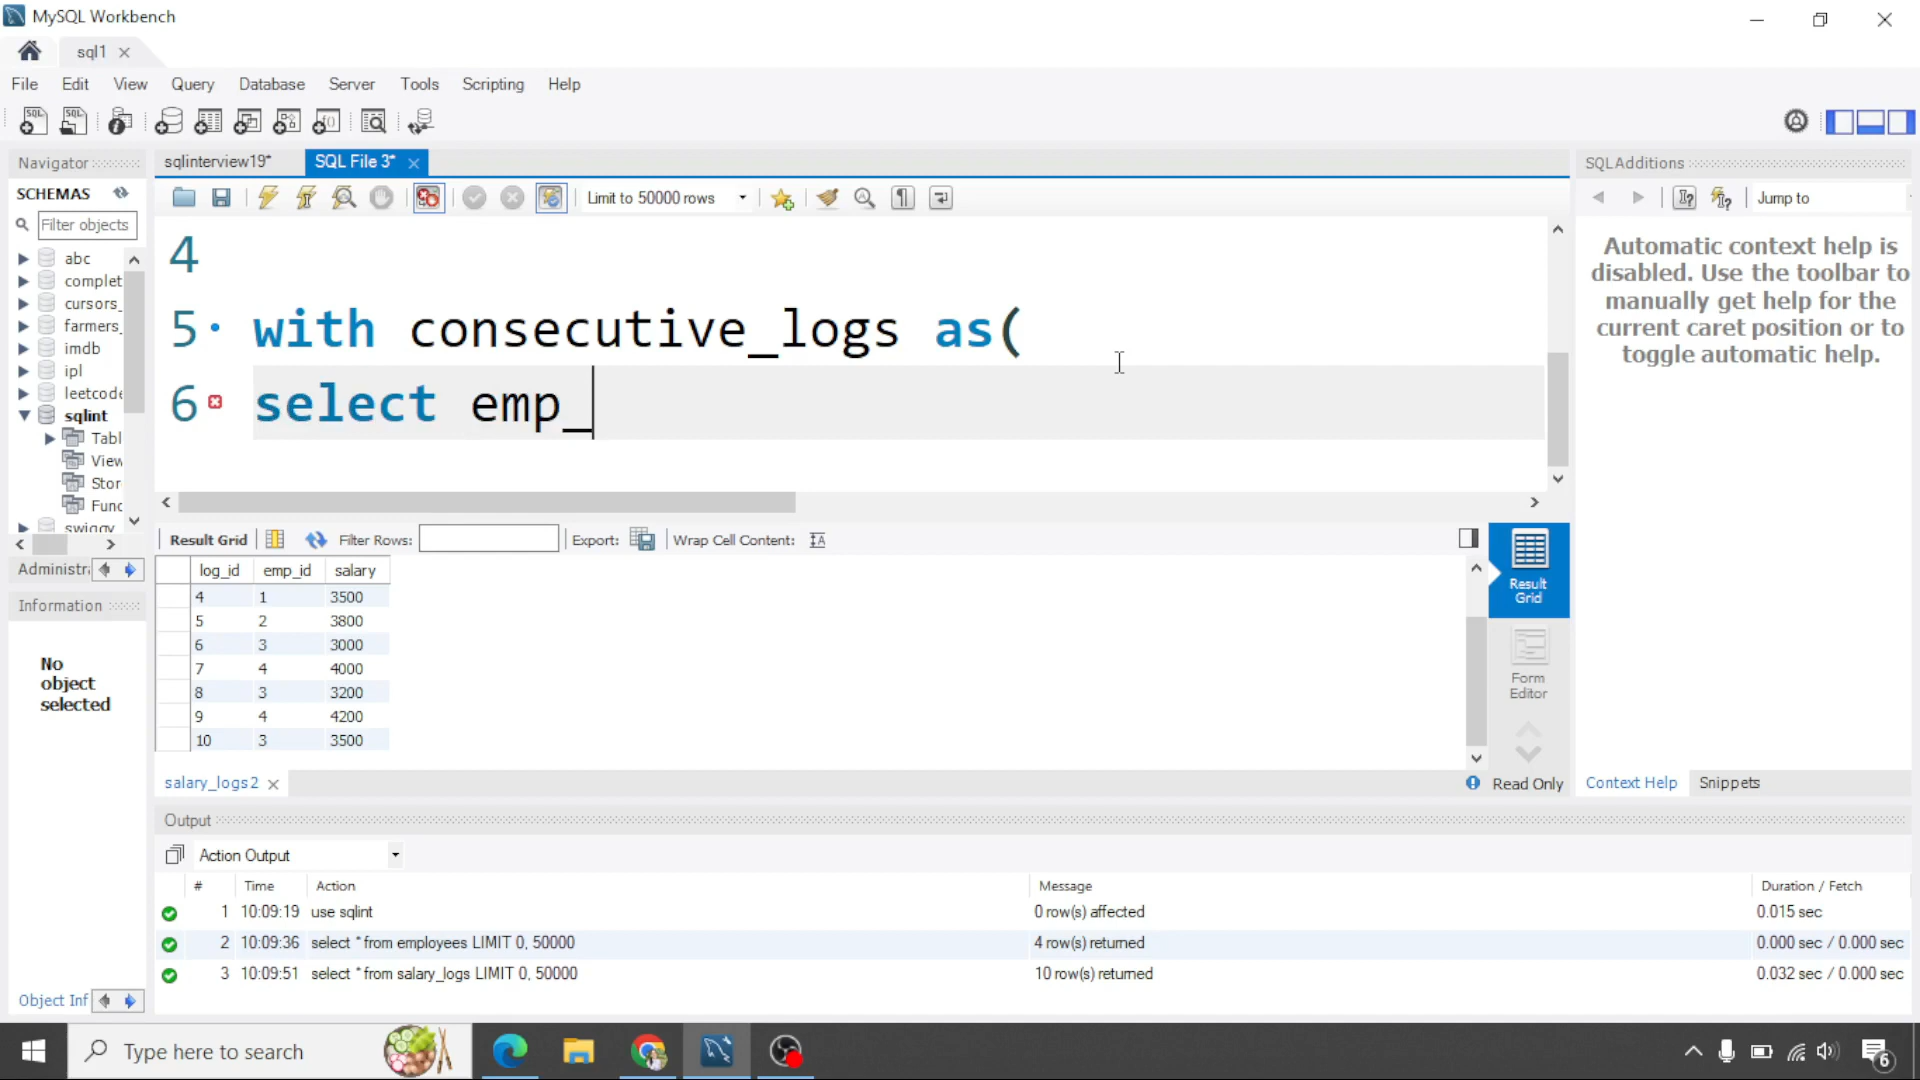 MySQL Workbench
sql1
File Edit View Query Database Server Tools Scripting Help
Navigator
sqlinterview19* SQL File 3*
SQLAdditions
SCHEMAS
Limit to 50000 rows
Jump to
Filter objects
abc
complet
cursors_
farmers_
imdb
ipl
leetcode
sqlint
Tabl
View
Stor
Func
swiggy
4
5 with consecutive_logs as(
6 select emp_
Automatic context help is
disabled. Use the toolbar to
manually get help for the
current caret position or to
toggle automatic help.
Administra
Information
No
object
selected
Object Inf
Result Grid Filter Rows: Export: Wrap Cell Content:
log_id emp_id salary
4 1 3500
5 2 3800
6 3 3000
7 4 4000
8 3 3200
9 4 4200
10 3 3500
Result
Grid
Form
Editor
salary_logs2
Read Only
Context Help Snippets
Output
Action Output
# Time Action Message Duration / Fetch
1 10:09:19 use sqlint 0 row(s) affected 0.015 sec
2 10:09:36 select * from employees LIMIT 0, 50000 4 row(s) returned 0.000 sec / 0.000 sec
3 10:09:51 select * from salary_logs LIMIT 0, 50000 10 row(s) returned 0.032 sec / 0.000 sec
Type here to search
6